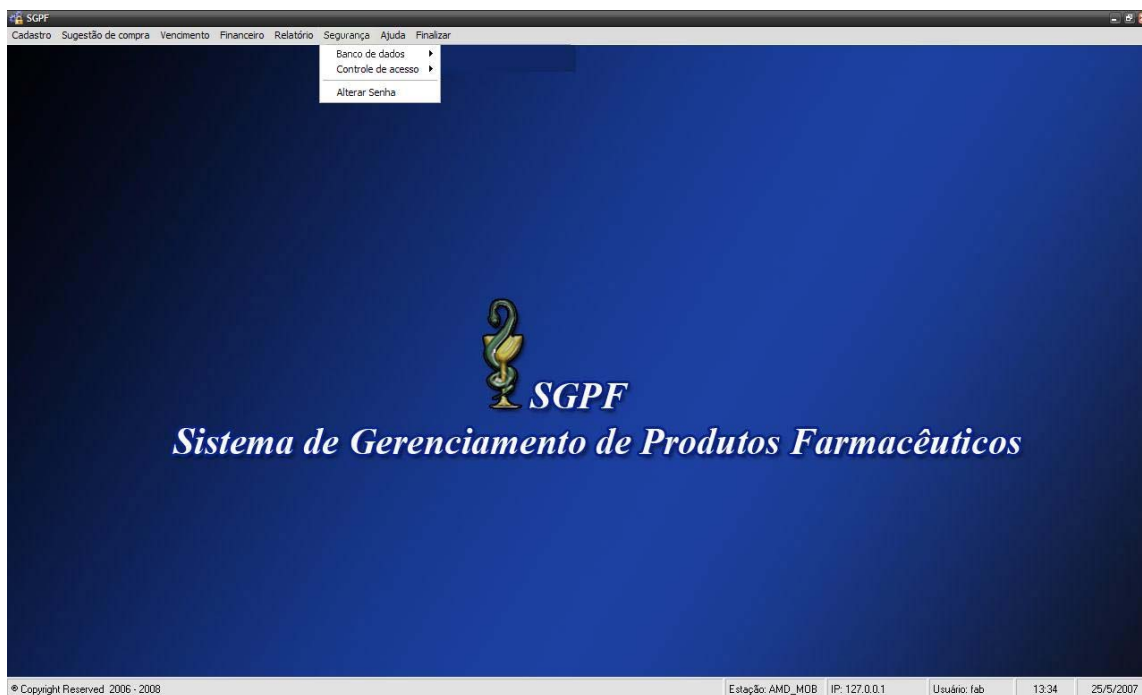 SGPF
Cadastro Sugestão de compra Vencimento Financeiro Relatório Segurança Ajuda Finalizar
Banco de dados
Controle de acesso
Alterar Senha
SGPF
Sistema de Gerenciamento de Produtos Farmacêuticos
© Copyright Reserved 2006 - 2008 Estação: AMD_MOB IP: 127.0.0.1 Usuário: fab 13:34 25/5/2007